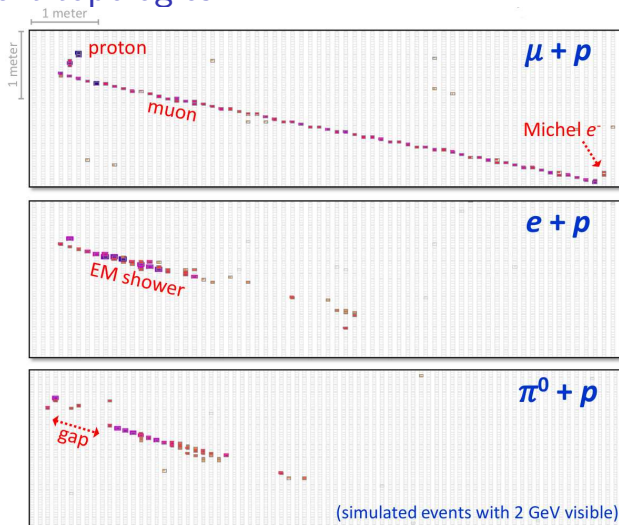 1 meter
1 meter
proton
μ + p
muon
Michel e-
e + p
EM shower
π⁰ + p
gap
(simulated events with 2 GeV visible)